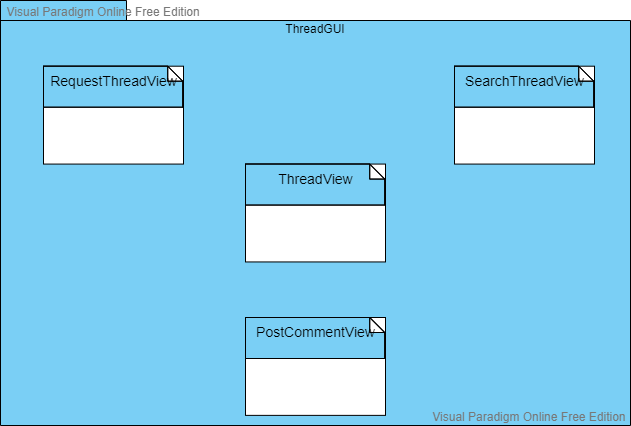 Visual Paradigm Online Free Edition
ThreadGUI
RequestThreadView
SearchThreadView
ThreadView
PostCommentView
Visual Paradigm Online Free Edition